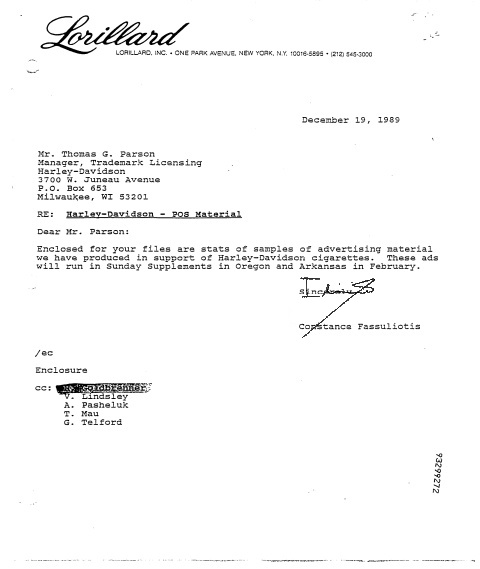 Lorillard
LORILLARD, INC. • ONE PARK AVENUE, NEW YORK, N.Y. 10016-5895 • (212) 545-3000
December 19, 1989
Mr. Thomas G. Parson
Manager, Trademark Licensing
Harley-Davidson
3700 W. Juneau Avenue
P.O. Box 653
Milwaukee, WI 53201
RE: Harley-Davidson - POS Material
Dear Mr. Parson:
Enclosed for your files are stats of samples of advertising material
we have produced in support of Harley-Davidson cigarettes. These ads
will run in Sunday Supplements in Oregon and Arkansas in February.
Constance Fassuliotis
/ec
Enclosure
cc: Goldbrenner
V. Lindsley
A. Pasheluk
T. Mau
G. Telford
93299272